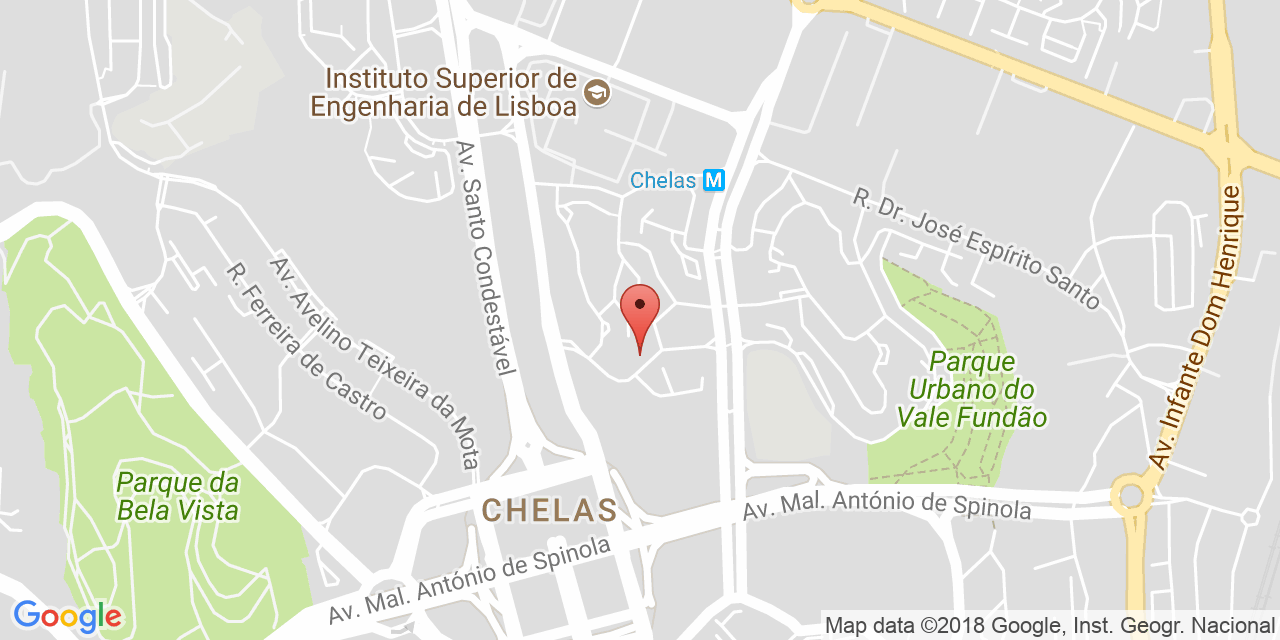 Instituto Superior de
Engenharia de Lisboa
Chelas M
Av. Santo Condestável
R. Dr. José Espírito Santo
Av. Infante Dom Henrique
Av. Avelino Teixeira da Mota
R. Ferreira de Castro
Parque
Urbano do
Vale Fundão
Parque da
Bela Vista
CHELAS
Av. Mal. António de Spinola
Av. Mal. António de Spinola
Google
Map data ©2018 Google, Inst. Geogr. Nacional